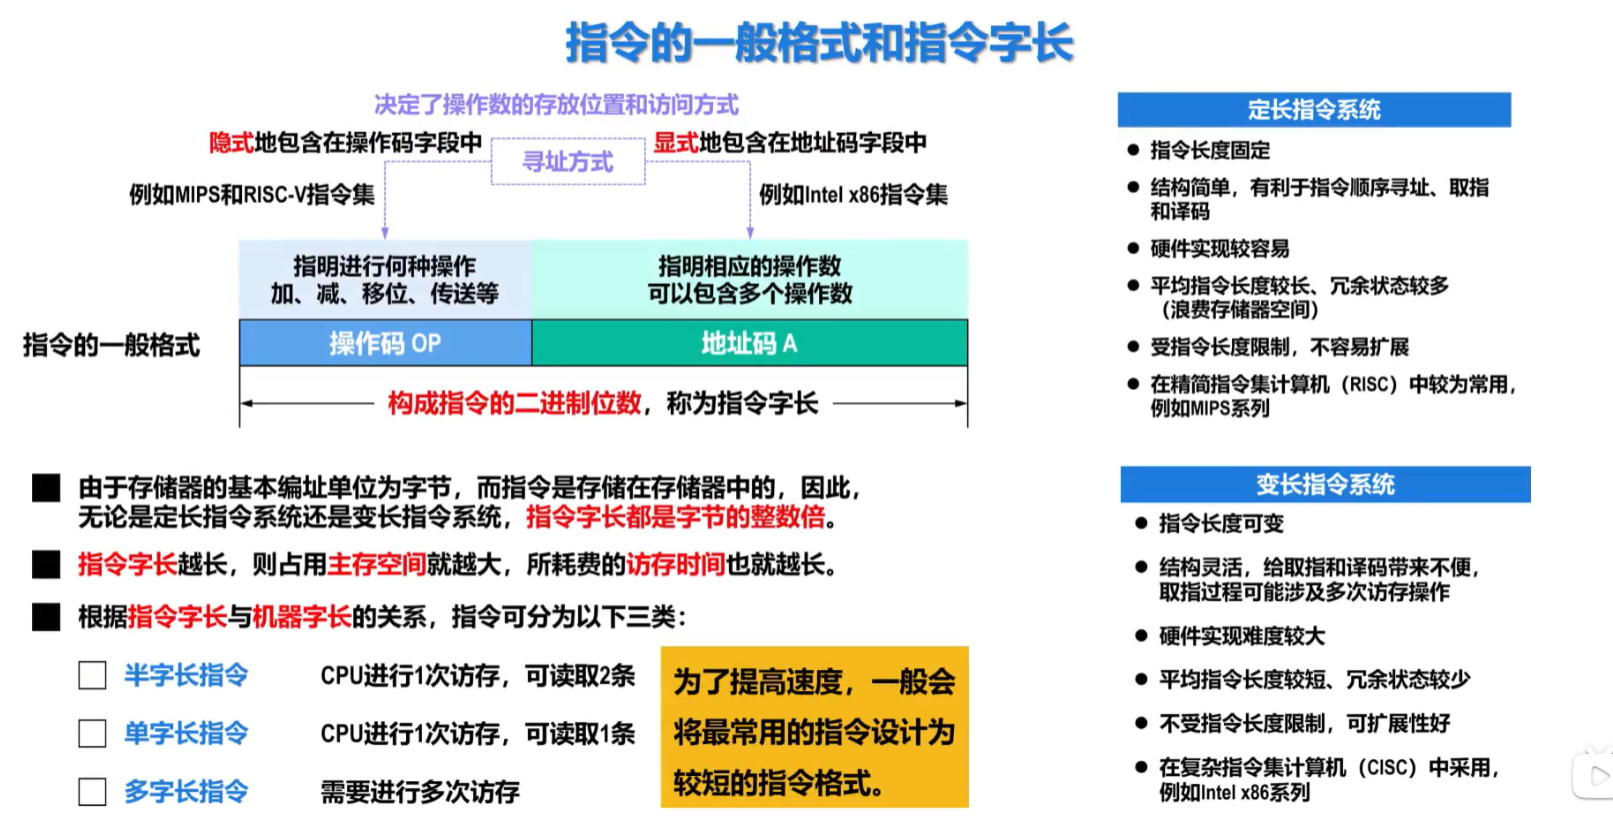 指令的一般格式和指令字长
决定了操作数的存放位置和访问方式
隐式地包含在操作码字段中
寻址方式
显式地包含在地址码字段中
例如MIPS和RISC-V指令集
例如Intel x86指令集
指明进行何种操作
加、减、移位、传送等
指明相应的操作数
可以包含多个操作数
指令的一般格式
操作码 OP
地址码 A
构成指令的二进制位数，称为指令字长
由于存储器的基本编址单位为字节，而指令是存储在存储器中的，因此，
无论是定长指令系统还是变长指令系统，指令字长都是字节的整数倍。
指令字长越长，则占用主存空间就越大，所耗费的访存时间也就越长。
根据指令字长与机器字长的关系，指令可分为以下三类：
半字长指令
CPU进行1次访存，可读取2条
单字长指令
CPU进行1次访存，可读取1条
多字长指令
需要进行多次访存
为了提高速度，一般会
将最常用的指令设计为
较短的指令格式。
定长指令系统
● 指令长度固定
● 结构简单，有利于指令顺序寻址、取指
和译码
● 硬件实现较容易
● 平均指令长度较长、冗余状态较多
（浪费存储器空间）
● 受指令长度限制，不容易扩展
● 在精简指令集计算机（RISC）中较为常用，
例如MIPS系列
变长指令系统
● 指令长度可变
● 结构灵活，给取指和译码带来不便，
取指过程可能涉及多次访存操作
● 硬件实现难度较大
● 平均指令长度较短、冗余状态较少
● 不受指令长度限制，可扩展性好
● 在复杂指令集计算机（CISC）中采用，
例如Intel x86系列